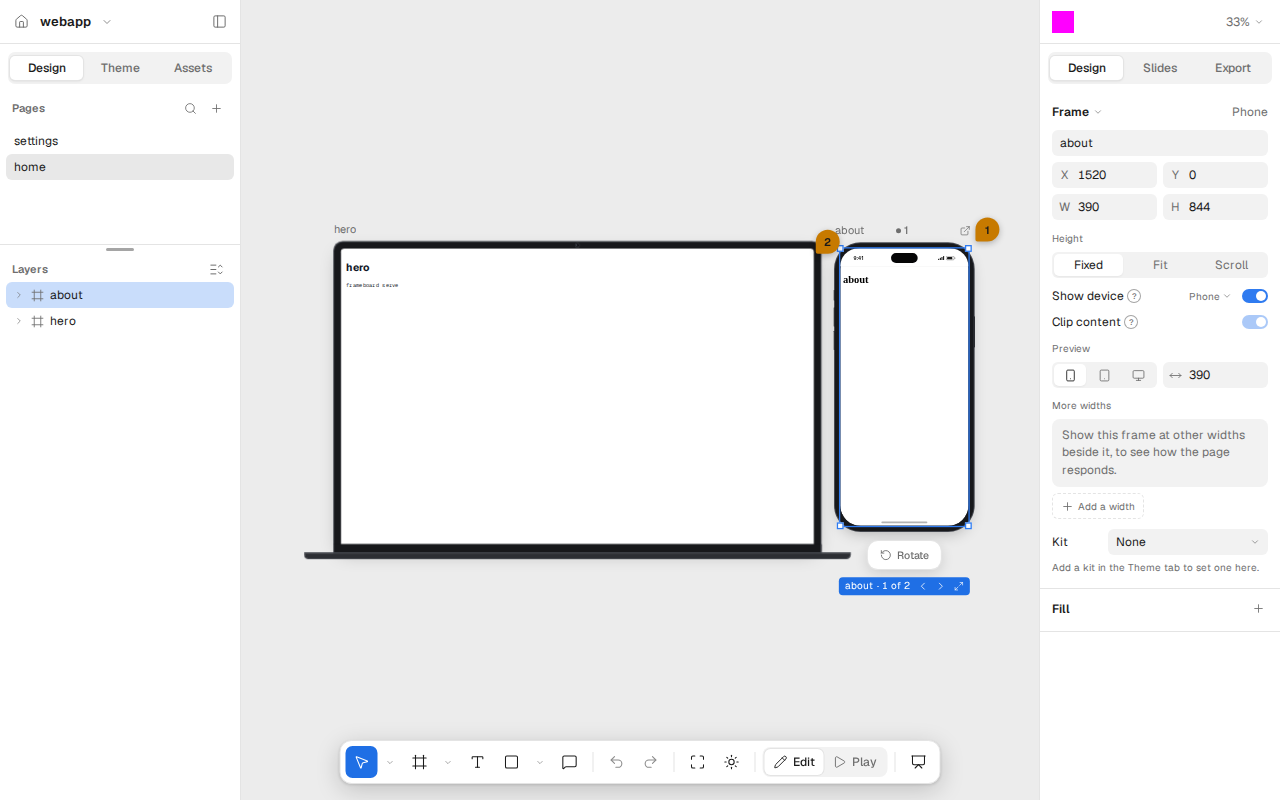 webapp
33%
Design
Theme
Assets
Design
Slides
Export
Pages
settings
home
Layers
about
hero
hero
about
1
1
2
hero
frameboard serve
9:41
about
Rotate
about · 1 of 2
Edit
Play
Frame
Phone
about
X 1520
Y 0
W 390
H 844
Height
Fixed
Fit
Scroll
Show device ?
Phone
Clip content ?
Preview
390
More widths
Show this frame at other widths
beside it, to see how the page
responds.
Add a width
Kit
None
Add a kit in the Theme tab to set one here.
Fill